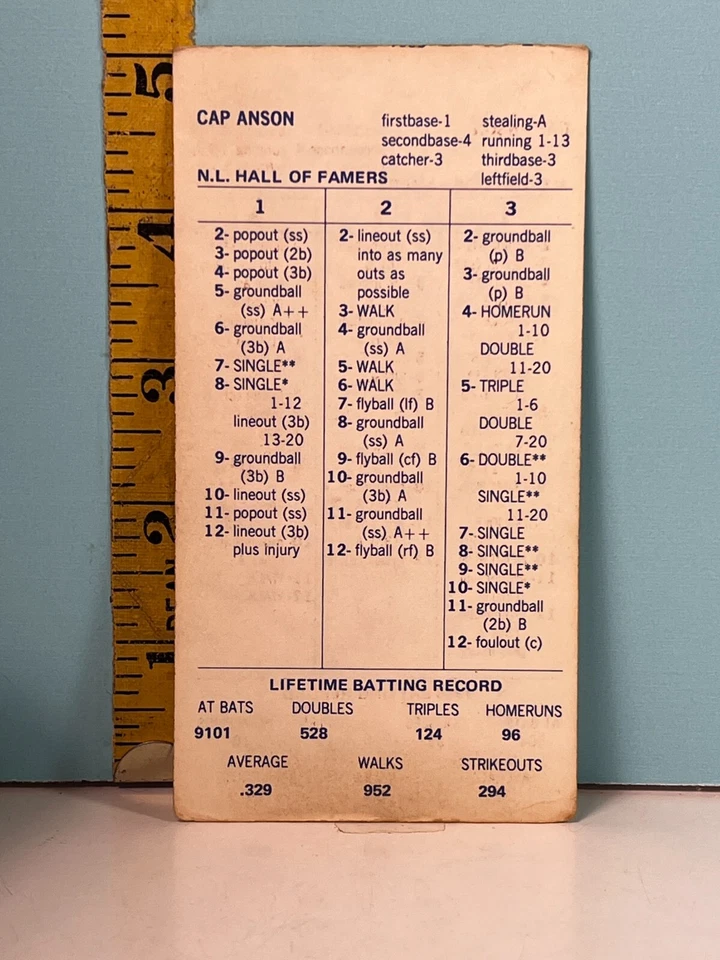 CAP ANSON
firstbase-1 stealing-A
secondbase-4 running 1-13
catcher-3 thirdbase-3
N.L. HALL OF FAMERS leftfield-3
1
2- popout (ss)
3- popout (2b)
4- popout (3b)
5- groundball
(ss) A++
6- groundball
(3b) A
7- SINGLE**
8- SINGLE*
1-12
lineout (3b)
13-20
9- groundball
(3b) B
10- lineout (ss)
11- popout (ss)
12- lineout (3b)
plus injury
2
2- lineout (ss)
into as many
outs as
possible
3- WALK
4- groundball
(ss) A
5- WALK
6- WALK
7- flyball (lf) B
8- groundball
(ss) A
9- flyball (cf) B
10- groundball
(3b) A
11- groundball
(ss) A++
12- flyball (rf) B
3
2- groundball
(p) B
3- groundball
(p) B
4- HOMERUN
1-10
DOUBLE
11-20
5- TRIPLE
1-6
DOUBLE
7-20
6- DOUBLE**
1-10
SINGLE**
11-20
7- SINGLE
8- SINGLE**
9- SINGLE**
10- SINGLE*
11- groundball
(2b) B
12- foulout (c)
LIFETIME BATTING RECORD
AT BATS DOUBLES TRIPLES HOMERUNS
9101 528 124 96
AVERAGE WALKS STRIKEOUTS
.329 952 294
5
4
3
2
1